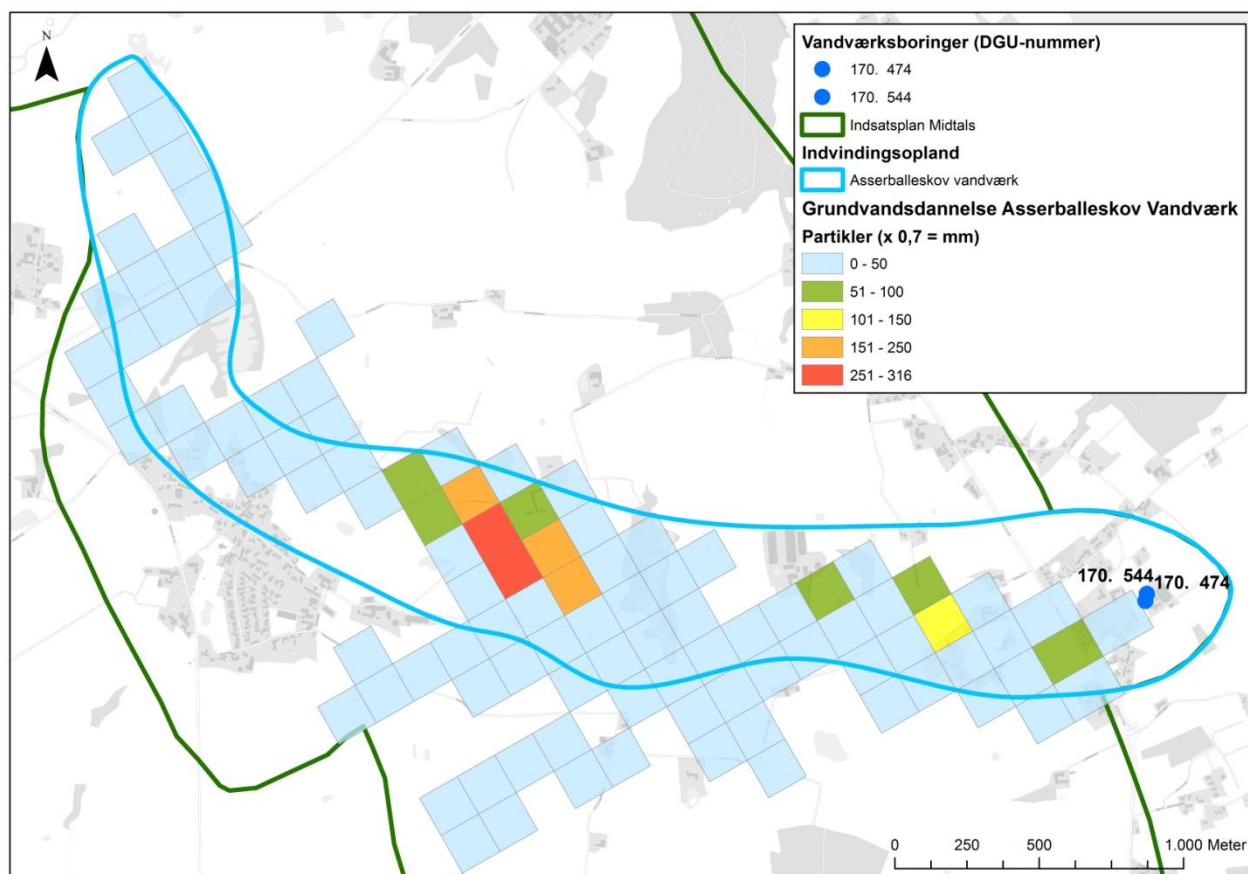 N
Vandværksboringer (DGU-nummer)
170. 474
170. 544
Indsatsplan Midtals
Indvindingsopland
Asserballeskov vandværk
Grundvandsdannelse Asserballeskov Vandværk
Partikler (x 0,7 = mm)
0 - 50
51 - 100
101 - 150
151 - 250
251 - 316
170. 544
170. 474
0 250 500 1.000 Meter